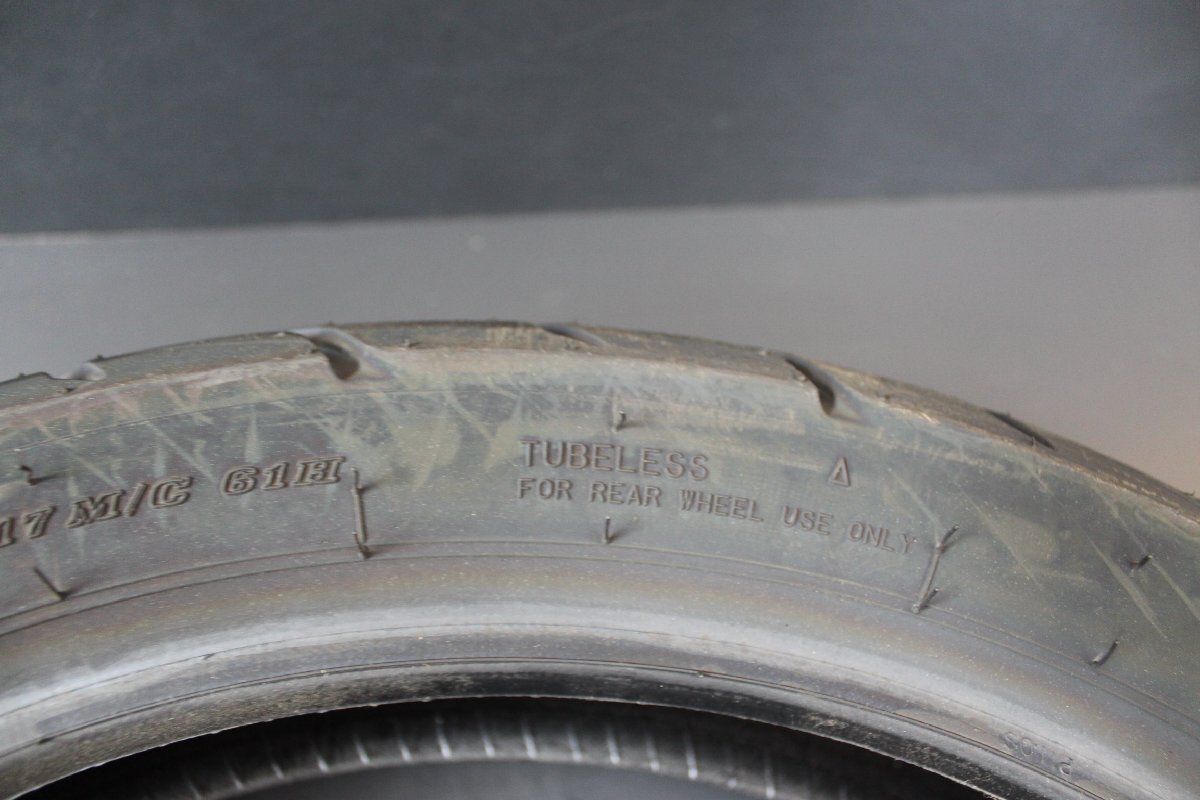 17 M/C 61H
TUBELESS Δ
FOR REAR WHEEL USE ONLY